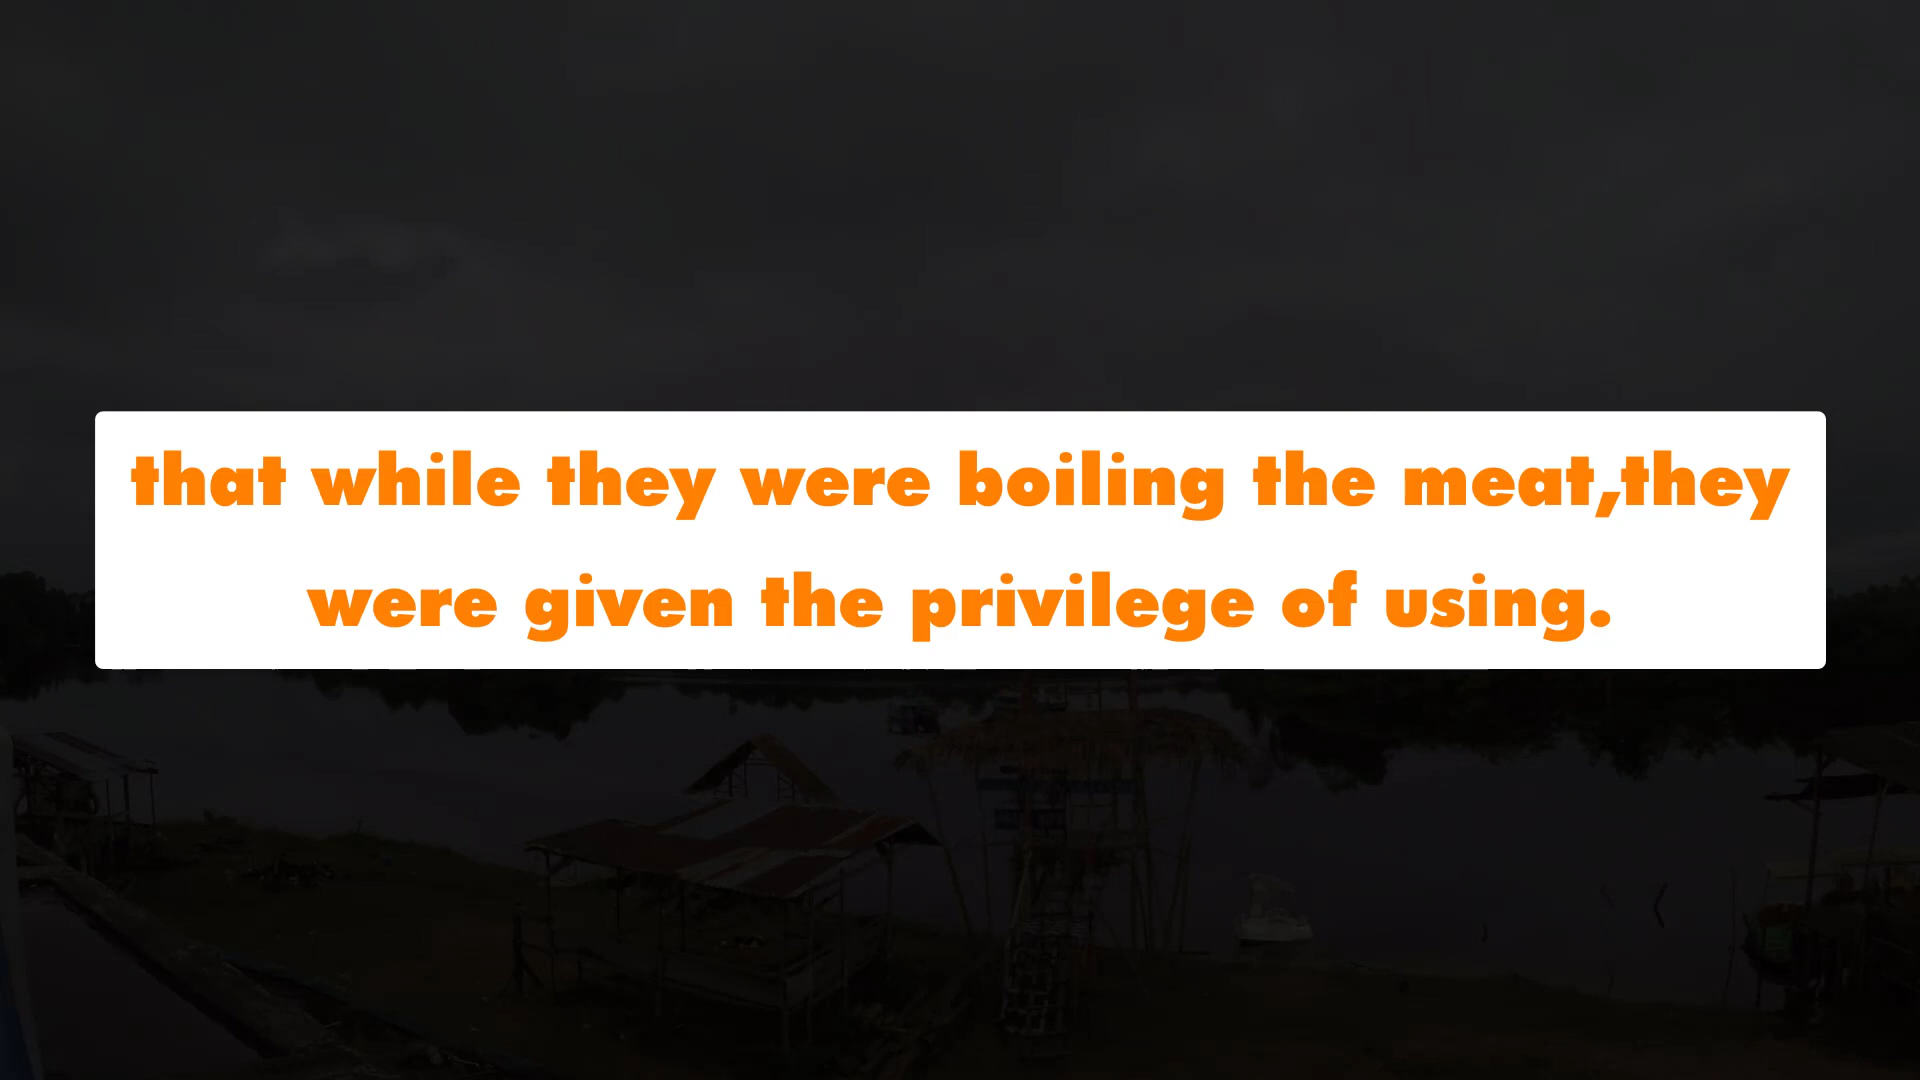 that while they were boiling the meat,they
were given the privilege of using.